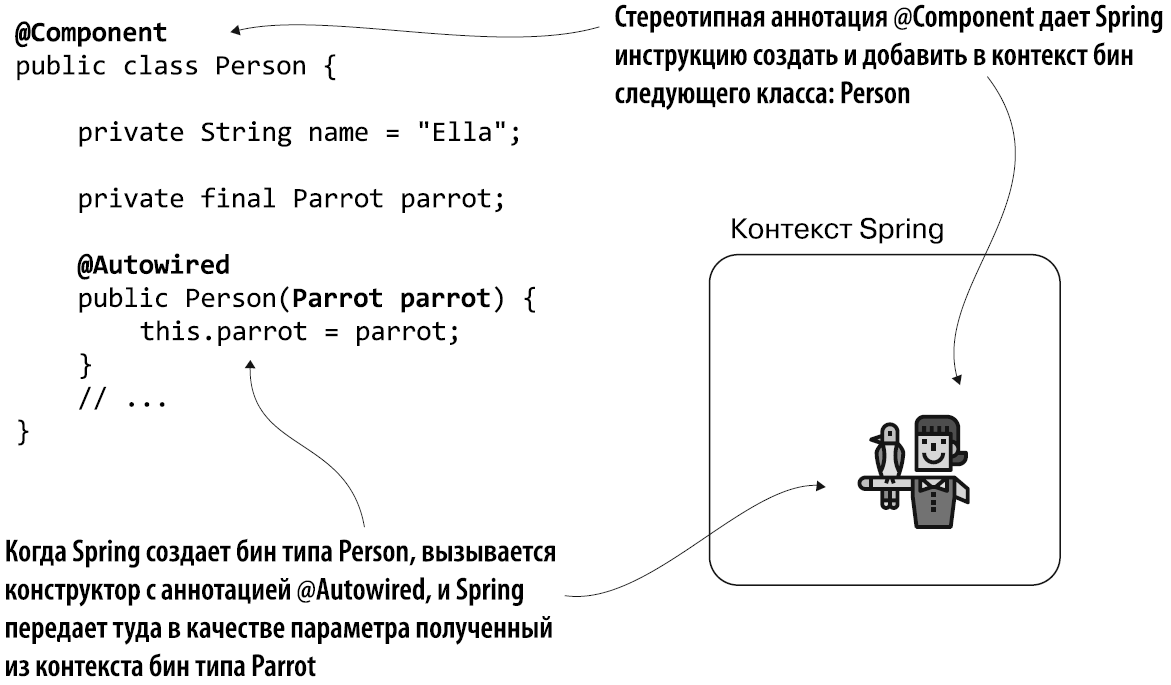 @Component
public class Person {
private String name = "Ella";
private final Parrot parrot;
@Autowired
public Person(Parrot parrot) {
this.parrot = parrot;
}
// ...
}
Стереотипная аннотация @Component дает Spring
инструкцию создать и добавить в контекст бин
следующего класса: Person
Контекст Spring
Когда Spring создает бин типа Person, вызывается
конструктор с аннотацией @Autowired, и Spring
передает туда в качестве параметра полученный
из контекста бин типа Parrot